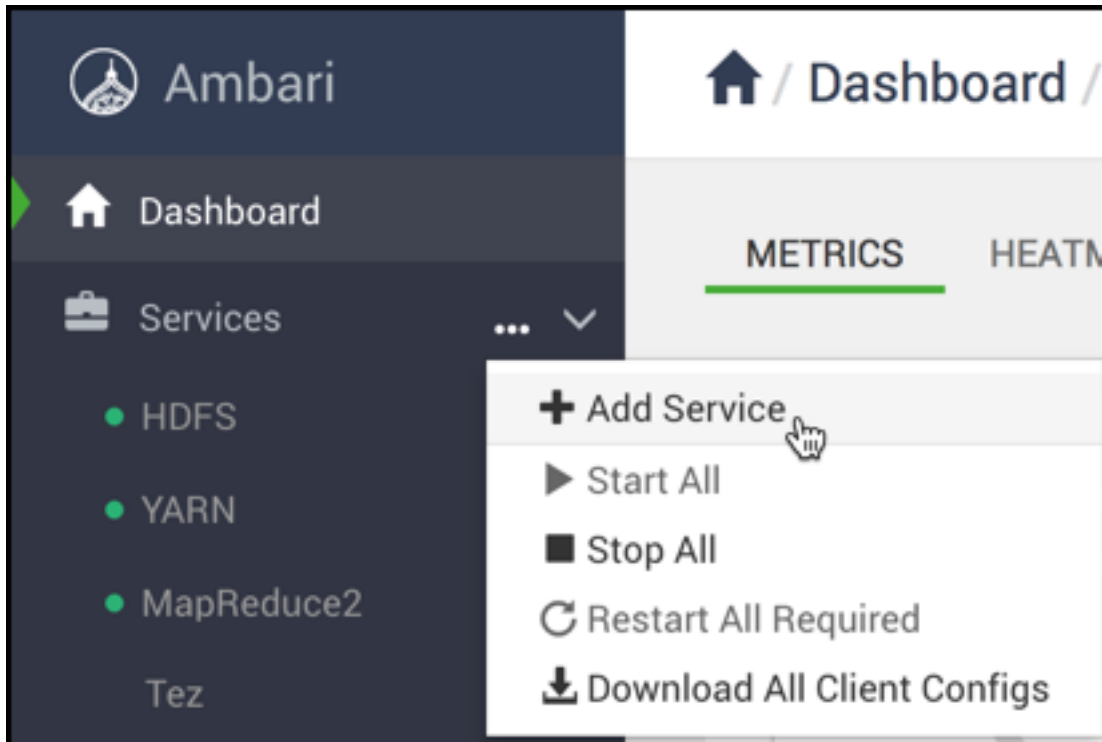 Ambari
/ Dashboard /
Dashboard
METRICS HEATM
Services ...
Add Service
HDFS
Start All
YARN
Stop All
MapReduce2
Restart All Required
Tez
Download All Client Configs